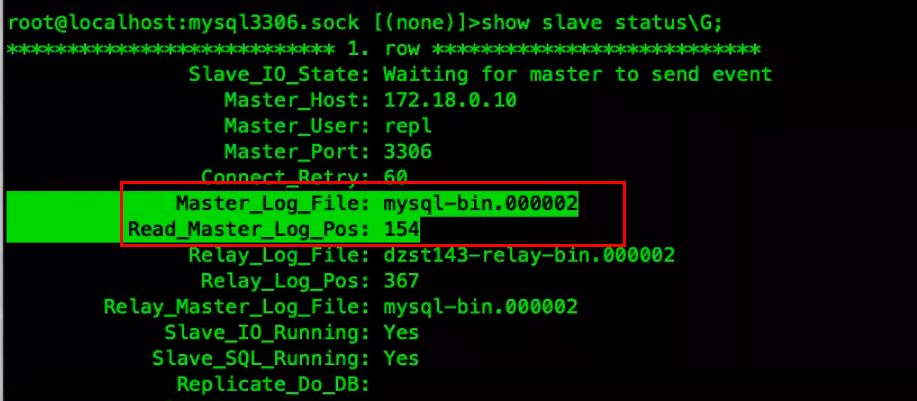 root@localhost:mysql3306.sock [(none)]>show slave status\G;
*************************** 1. row ***************************
Slave_IO_State: Waiting for master to send event
Master_Host: 172.18.0.10
Master_User: repl
Master_Port: 3306
Connect_Retry: 60
Master_Log_File: mysql-bin.000002
Read_Master_Log_Pos: 154
Relay_Log_File: dzst143-relay-bin.000002
Relay_Log_Pos: 367
Relay_Master_Log_File: mysql-bin.000002
Slave_IO_Running: Yes
Slave_SQL_Running: Yes
Replicate_Do_DB: